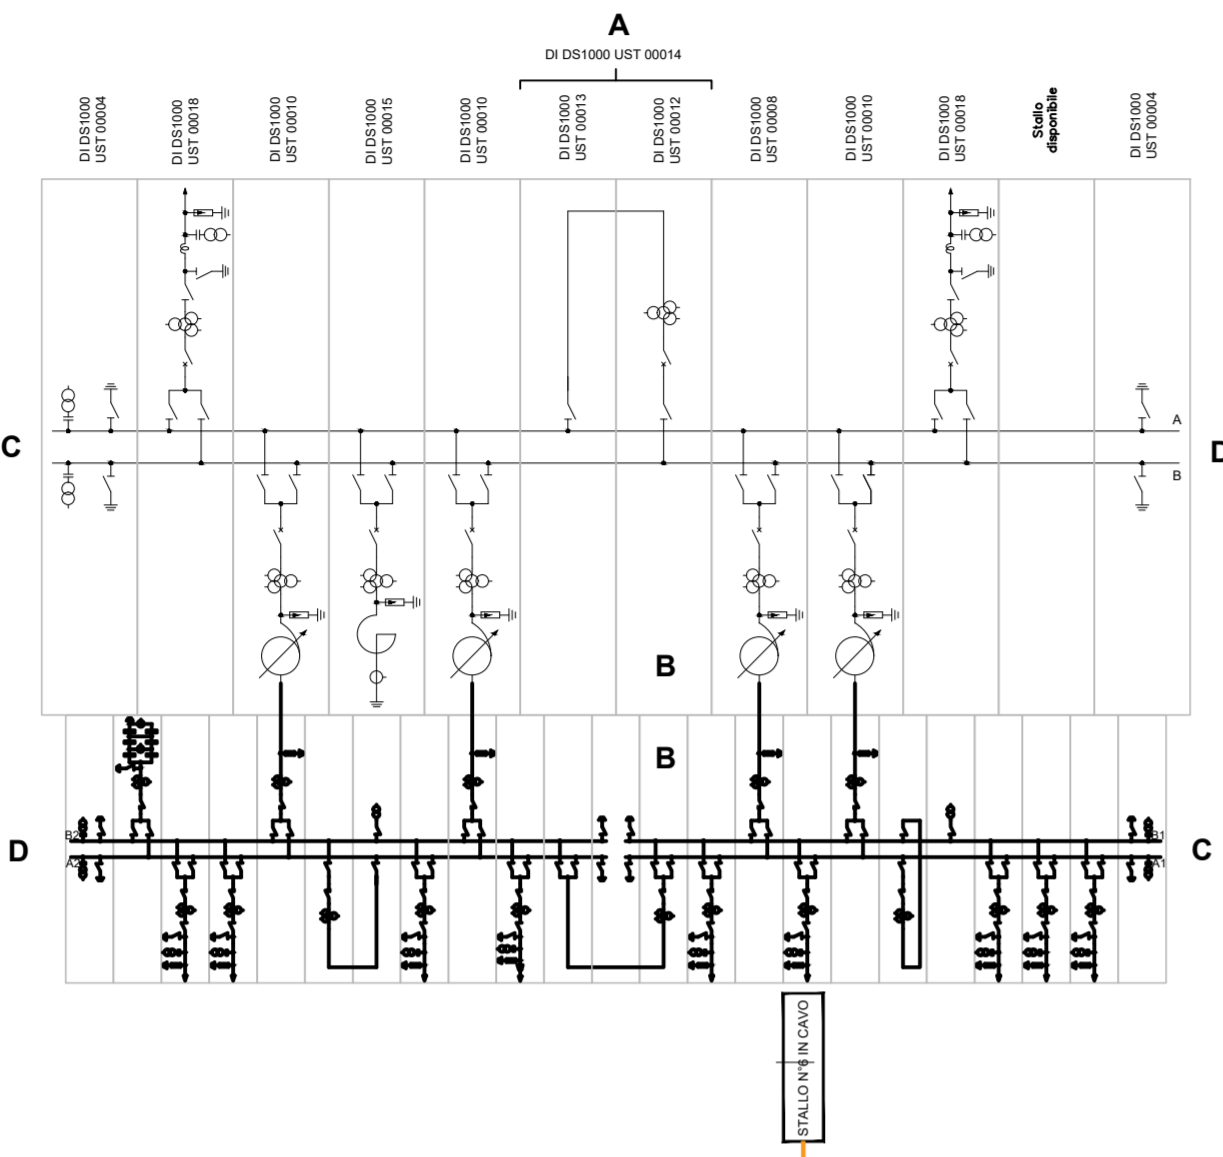 A
DI DS1000 UST 00014
DI DS1000
UST 00004
DI DS1000
UST 00018
DI DS1000
UST 00010
DI DS1000
UST 00015
DI DS1000
UST 00010
DI DS1000
UST 00013
DI DS1000
UST 00012
DI DS1000
UST 00008
DI DS1000
UST 00010
DI DS1000
UST 00018
Stallo
disponibile
DI DS1000
UST 00004
A
C
D
B
B
B
B2
B1
D
C
A2
A1
STALLO N°6 IN CAVO